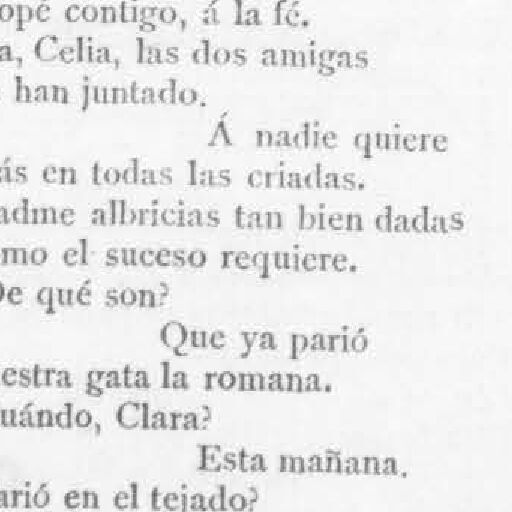 opé contigo, á la fé.
a, Celia, las dos amigas
han juntado.
Á nadie quiere
ás en todas las criadas.
adme albricias tan bien dadas
mo el suceso requiere.
De qué son?
Que ya parió
estra gata la romana.
uándo, Clara?
Esta mañana.
arió en el tejado?